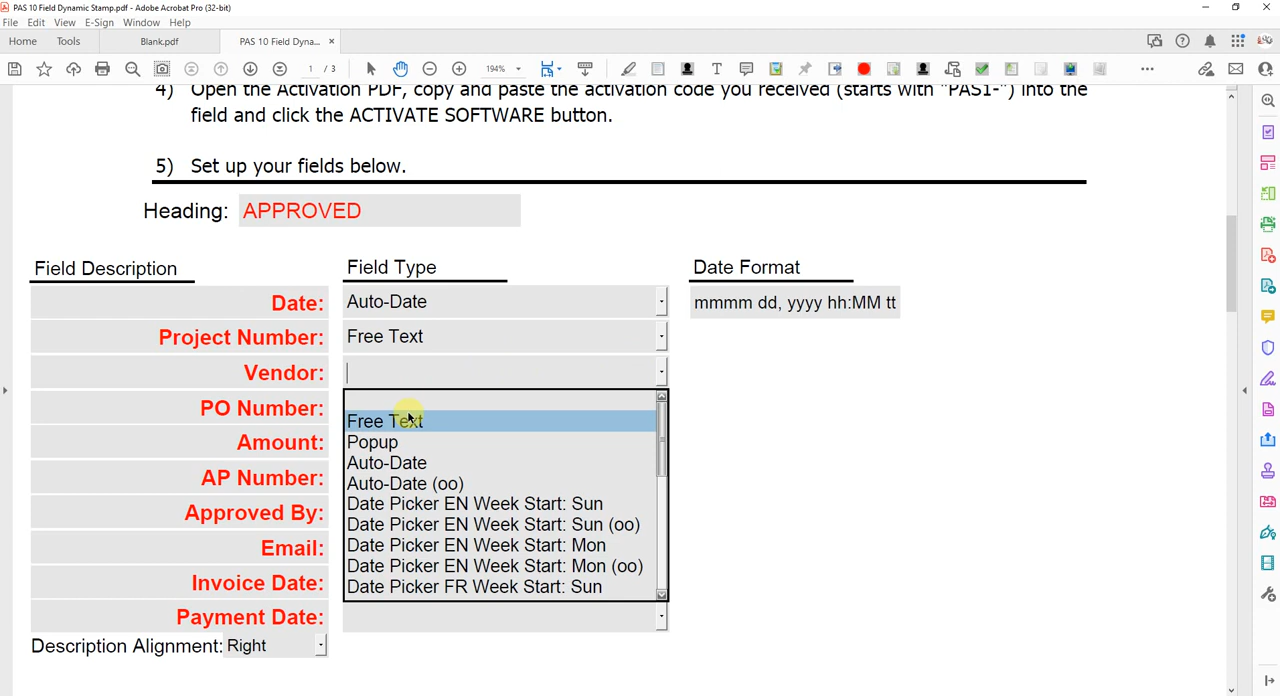 PAS 10 Field Dynamic Stamp.pdf - Adobe Acrobat Pro (32-bit)
File Edit View E-Sign Window Help
Home Tools Blank.pdf PAS 10 Field Dyna... ×
1 / 3 194%
4) Open the Activation PDF, copy and paste the activation code you received (starts with "PAS1-") into the
field and click the ACTIVATE SOFTWARE button.
5) Set up your fields below.
Heading: APPROVED
Field Description Field Type Date Format
Date: Auto-Date mmmm dd, yyyy hh:MM tt
Project Number: Free Text
Vendor:
PO Number:
Free Text
Amount: Popup
Auto-Date
AP Number: Auto-Date (oo)
Approved By: Date Picker EN Week Start: Sun
Date Picker EN Week Start: Sun (oo)
Email: Date Picker EN Week Start: Mon
Date Picker EN Week Start: Mon (oo)
Invoice Date: Date Picker FR Week Start: Sun
Payment Date:
Description Alignment: Right